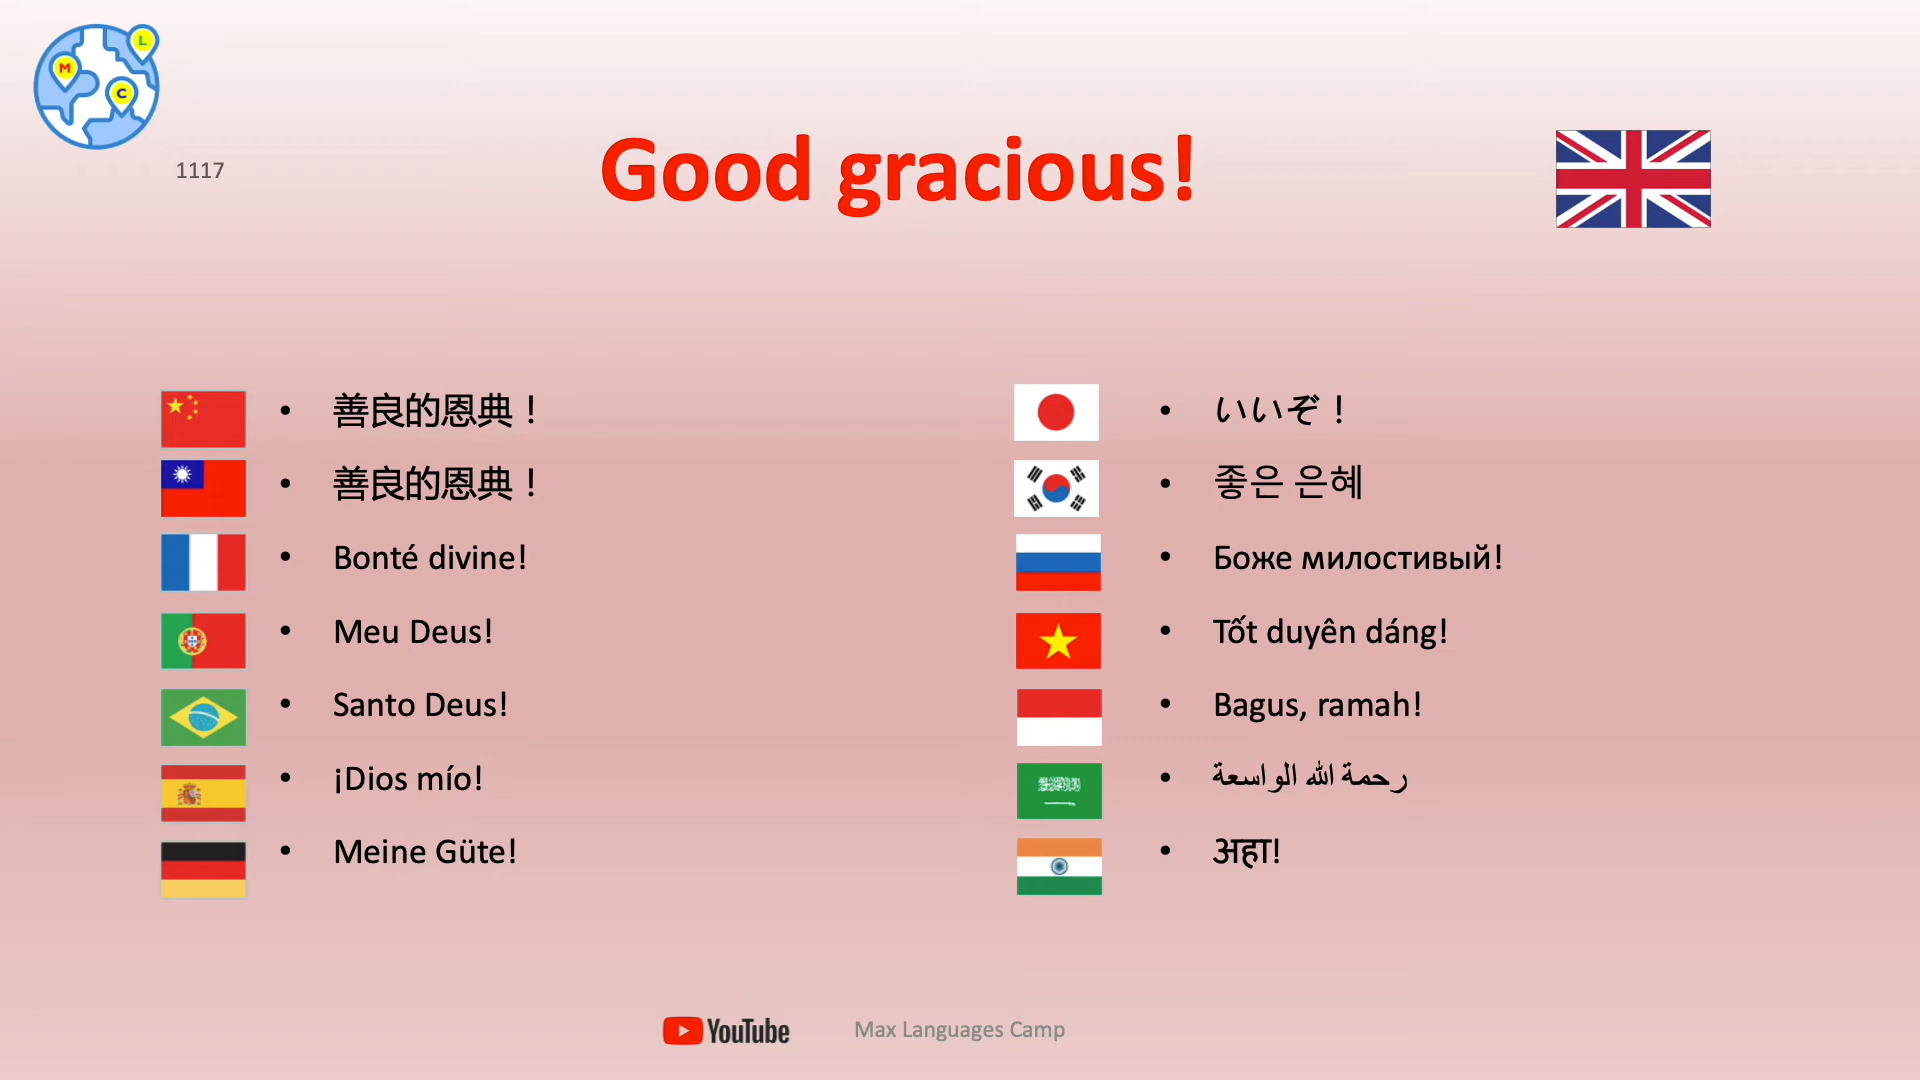 L
M
C
1117
Good gracious!
善良的恩典！
善良的恩典！
Bonté divine!
Meu Deus!
Santo Deus!
¡Dios mío!
Meine Güte!
いいぞ！
좋은 은혜
Боже милостивый!
Tốt duyên dáng!
Bagus, ramah!
رحمة الله الواسعة
अहा!
YouTube
Max Languages Camp